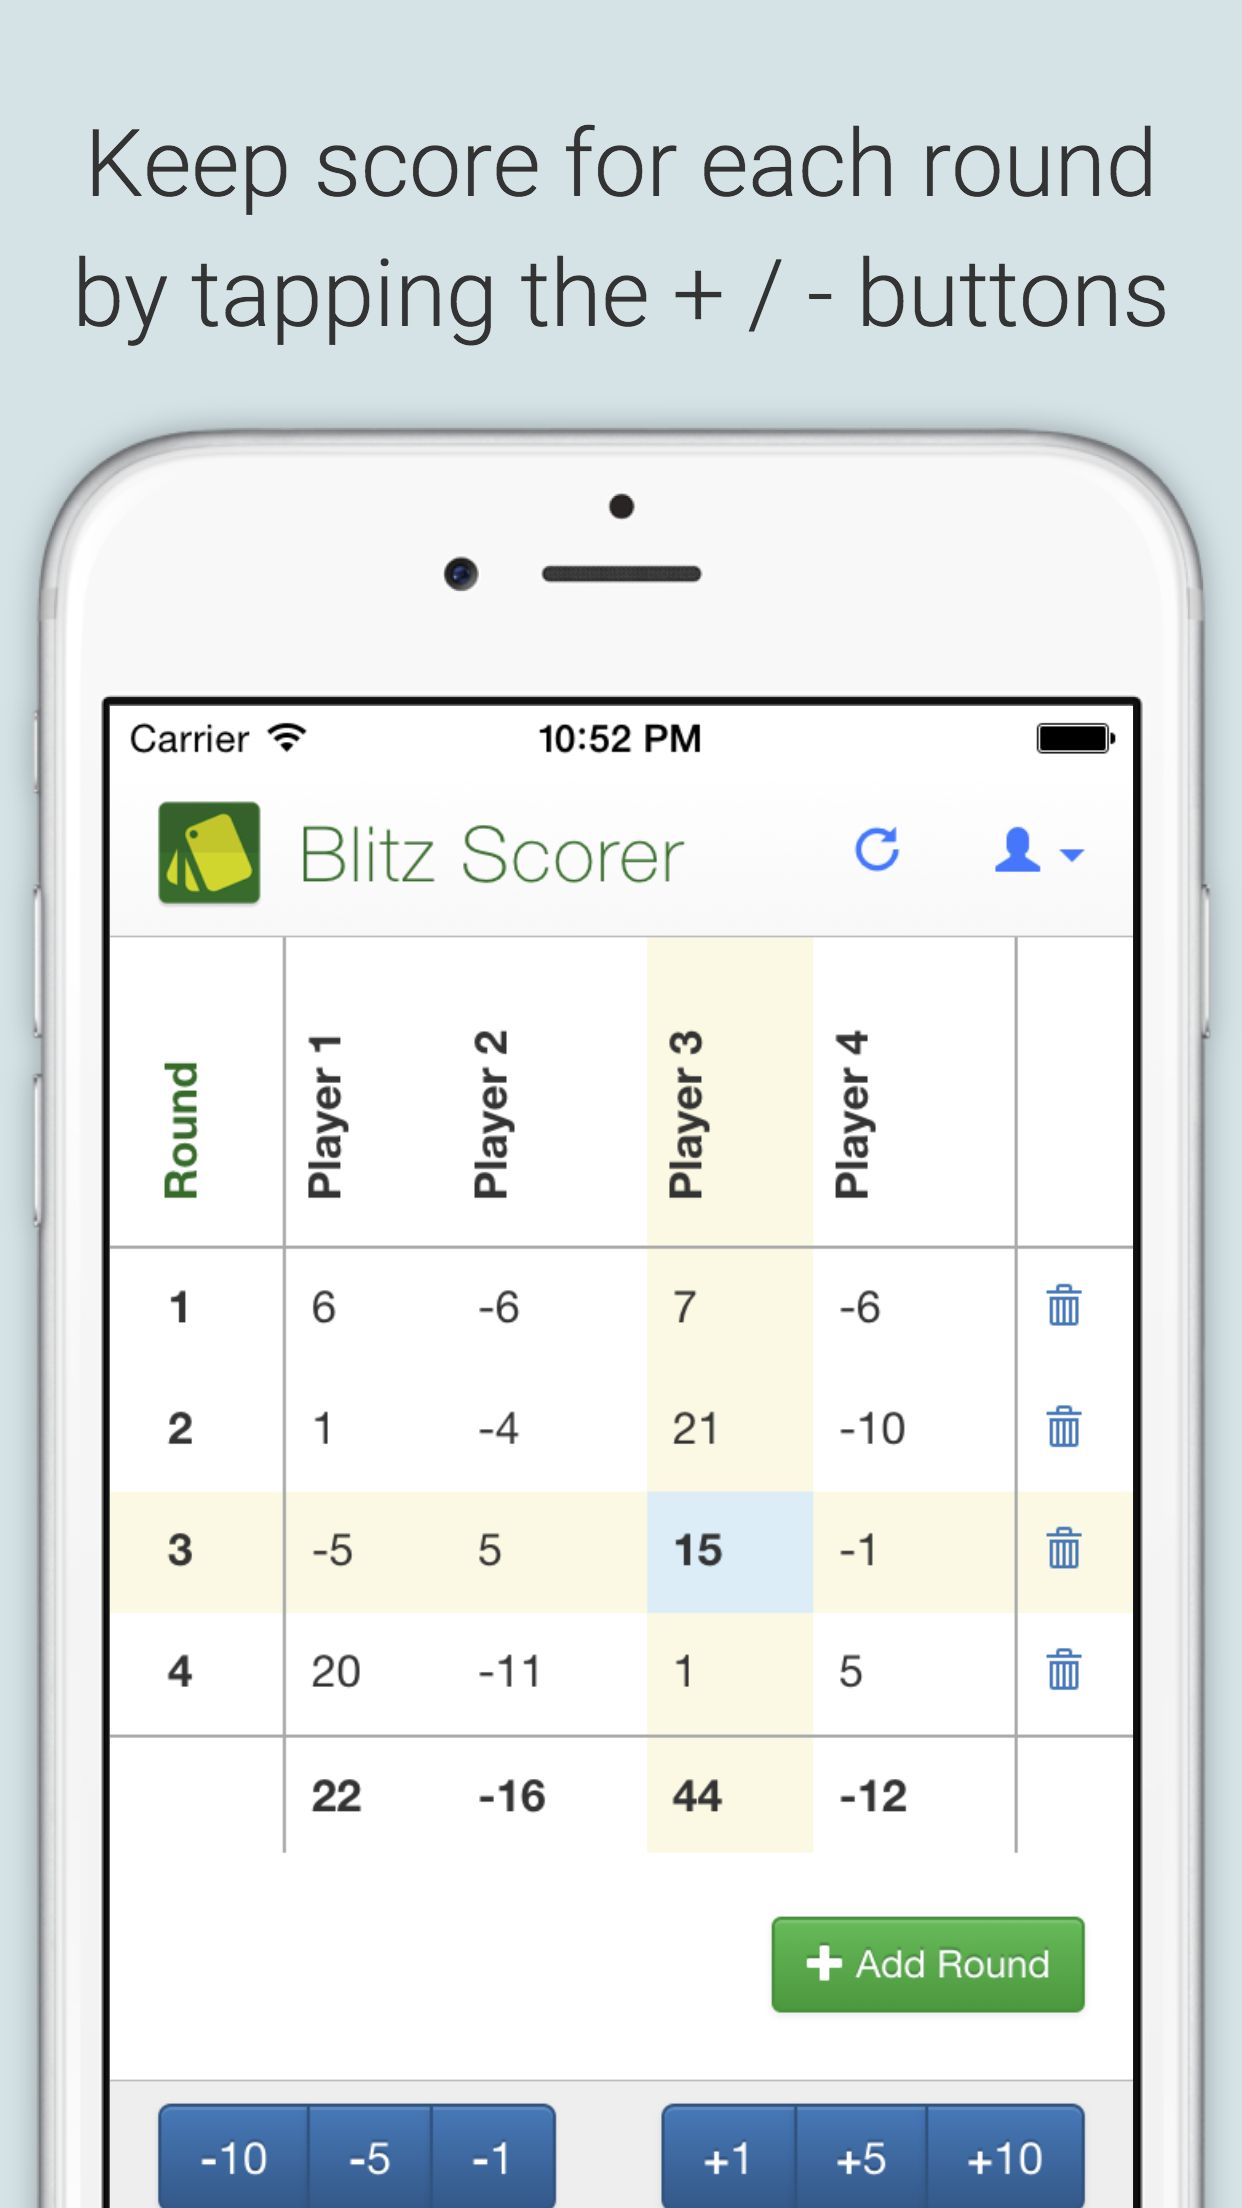 Keep score for each round
by tapping the + / - buttons
Carrier 10:52 PM
Blitz Scorer
Round Player 1 Player 2 Player 3 Player 4
1 6 -6 7 -6
2 1 -4 21 -10
3 -5 5 15 -1
4 20 -11 1 5
22 -16 44 -12
Add Round
-10 -5 -1 +1 +5 +10